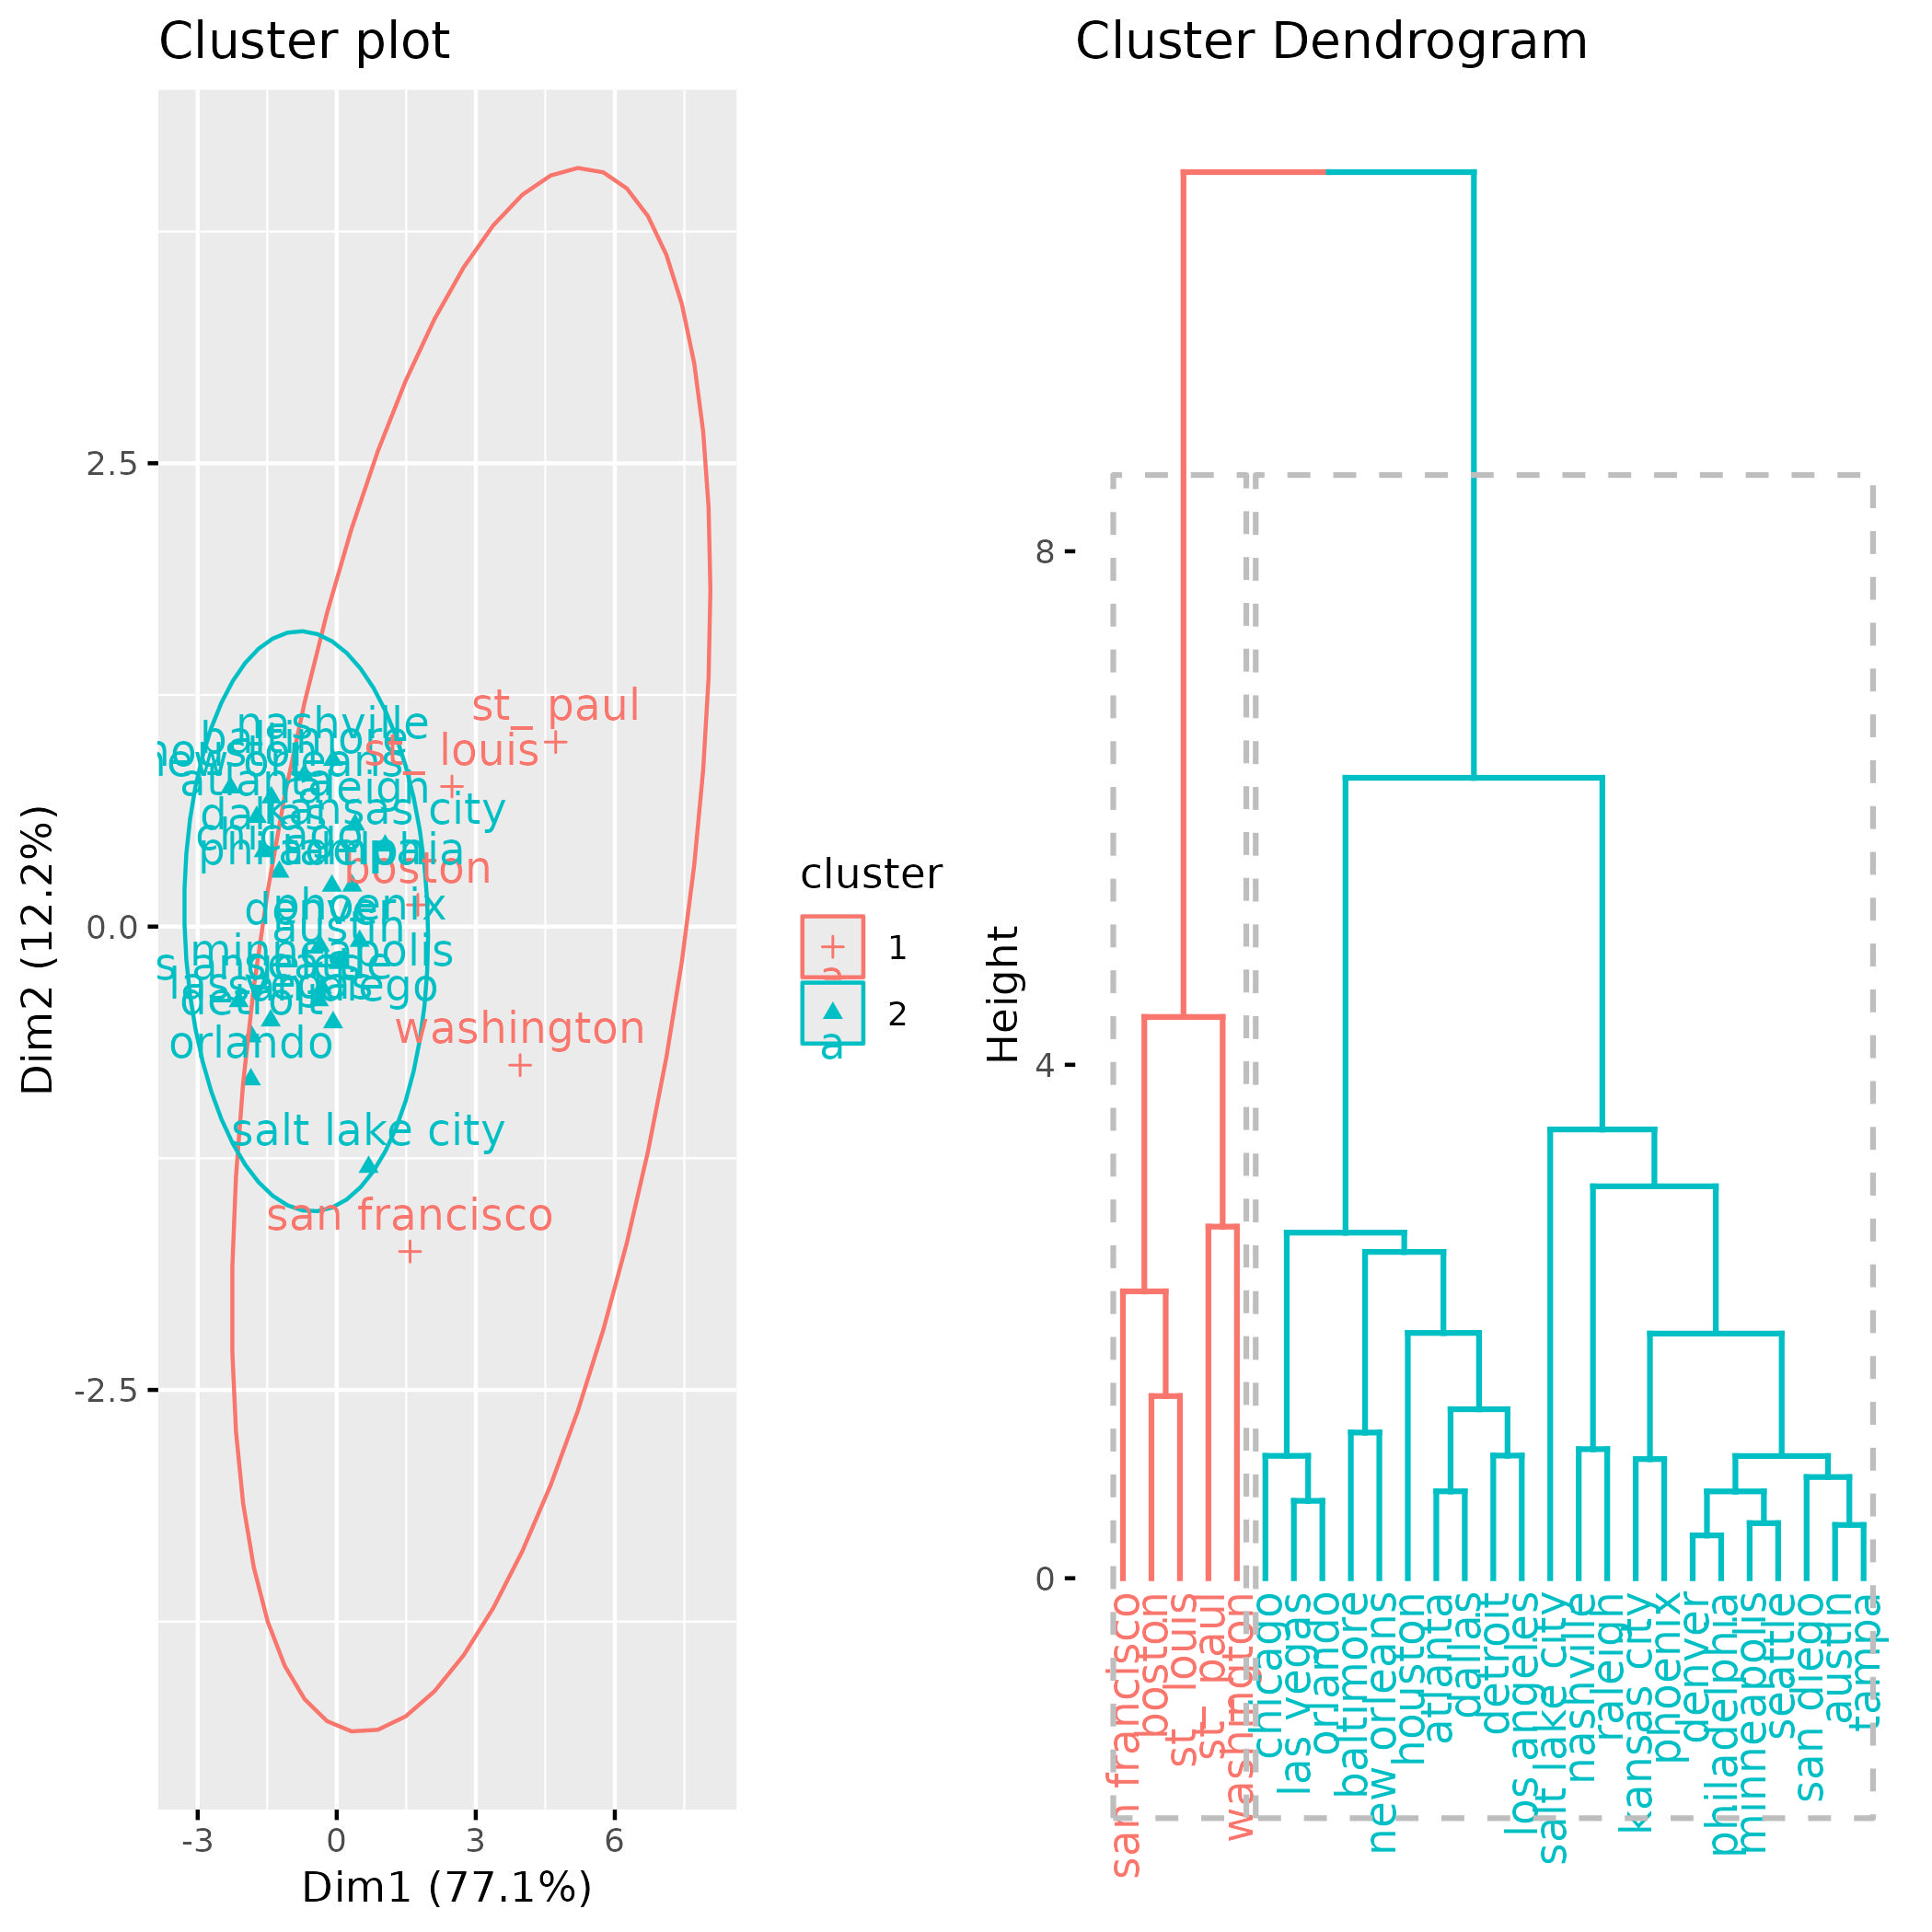 Cluster plot
2.5
0.0
-2.5
-3
0
3
6
Dim1 (77.1%)
Dim2 (12.2%)
st_ paul
st_ louis
nashville
baltimore
houston
new orleans
atlanta
raleigh
dallas
kansas city
chicago
philadelphia
tampa
boston
denver
phoenix
austin
minneapolis
s angeles
seattle
las vegas
san diego
detroit
orlando
washington
salt lake city
san francisco
cluster
1
2
a
Cluster Dendrogram
Height
8
4
0
san francisco
boston
st_ louis
st_ paul
washington
chicago
las vegas
orlando
baltimore
new orleans
houston
atlanta
dallas
detroit
los angeles
salt lake city
nashville
raleigh
kansas city
phoenix
denver
philadelphia
minneapolis
seattle
san diego
austin
tampa